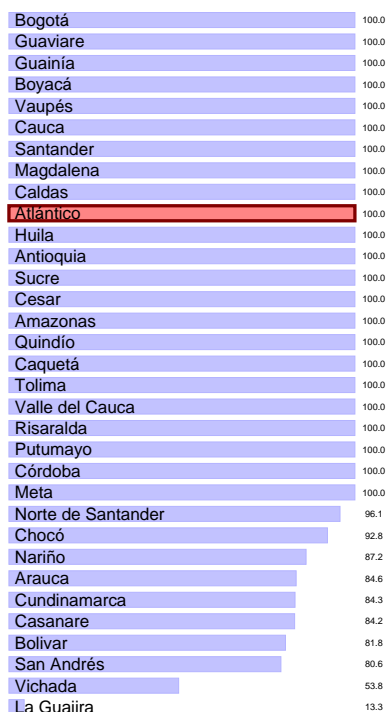 Bogotá 100.0
Guaviare 100.0
Guainía 100.0
Boyacá 100.0
Vaupés 100.0
Cauca 100.0
Santander 100.0
Magdalena 100.0
Caldas 100.0
Atlántico 100.0
Huila 100.0
Antioquia 100.0
Sucre 100.0
Cesar 100.0
Amazonas 100.0
Quindío 100.0
Caquetá 100.0
Tolima 100.0
Valle del Cauca 100.0
Risaralda 100.0
Putumayo 100.0
Córdoba 100.0
Meta 100.0
Norte de Santander 96.1
Chocó 92.8
Nariño 87.2
Arauca 84.6
Cundinamarca 84.3
Casanare 84.2
Bolivar 81.8
San Andrés 80.6
Vichada 53.8
La Guajira 13.3